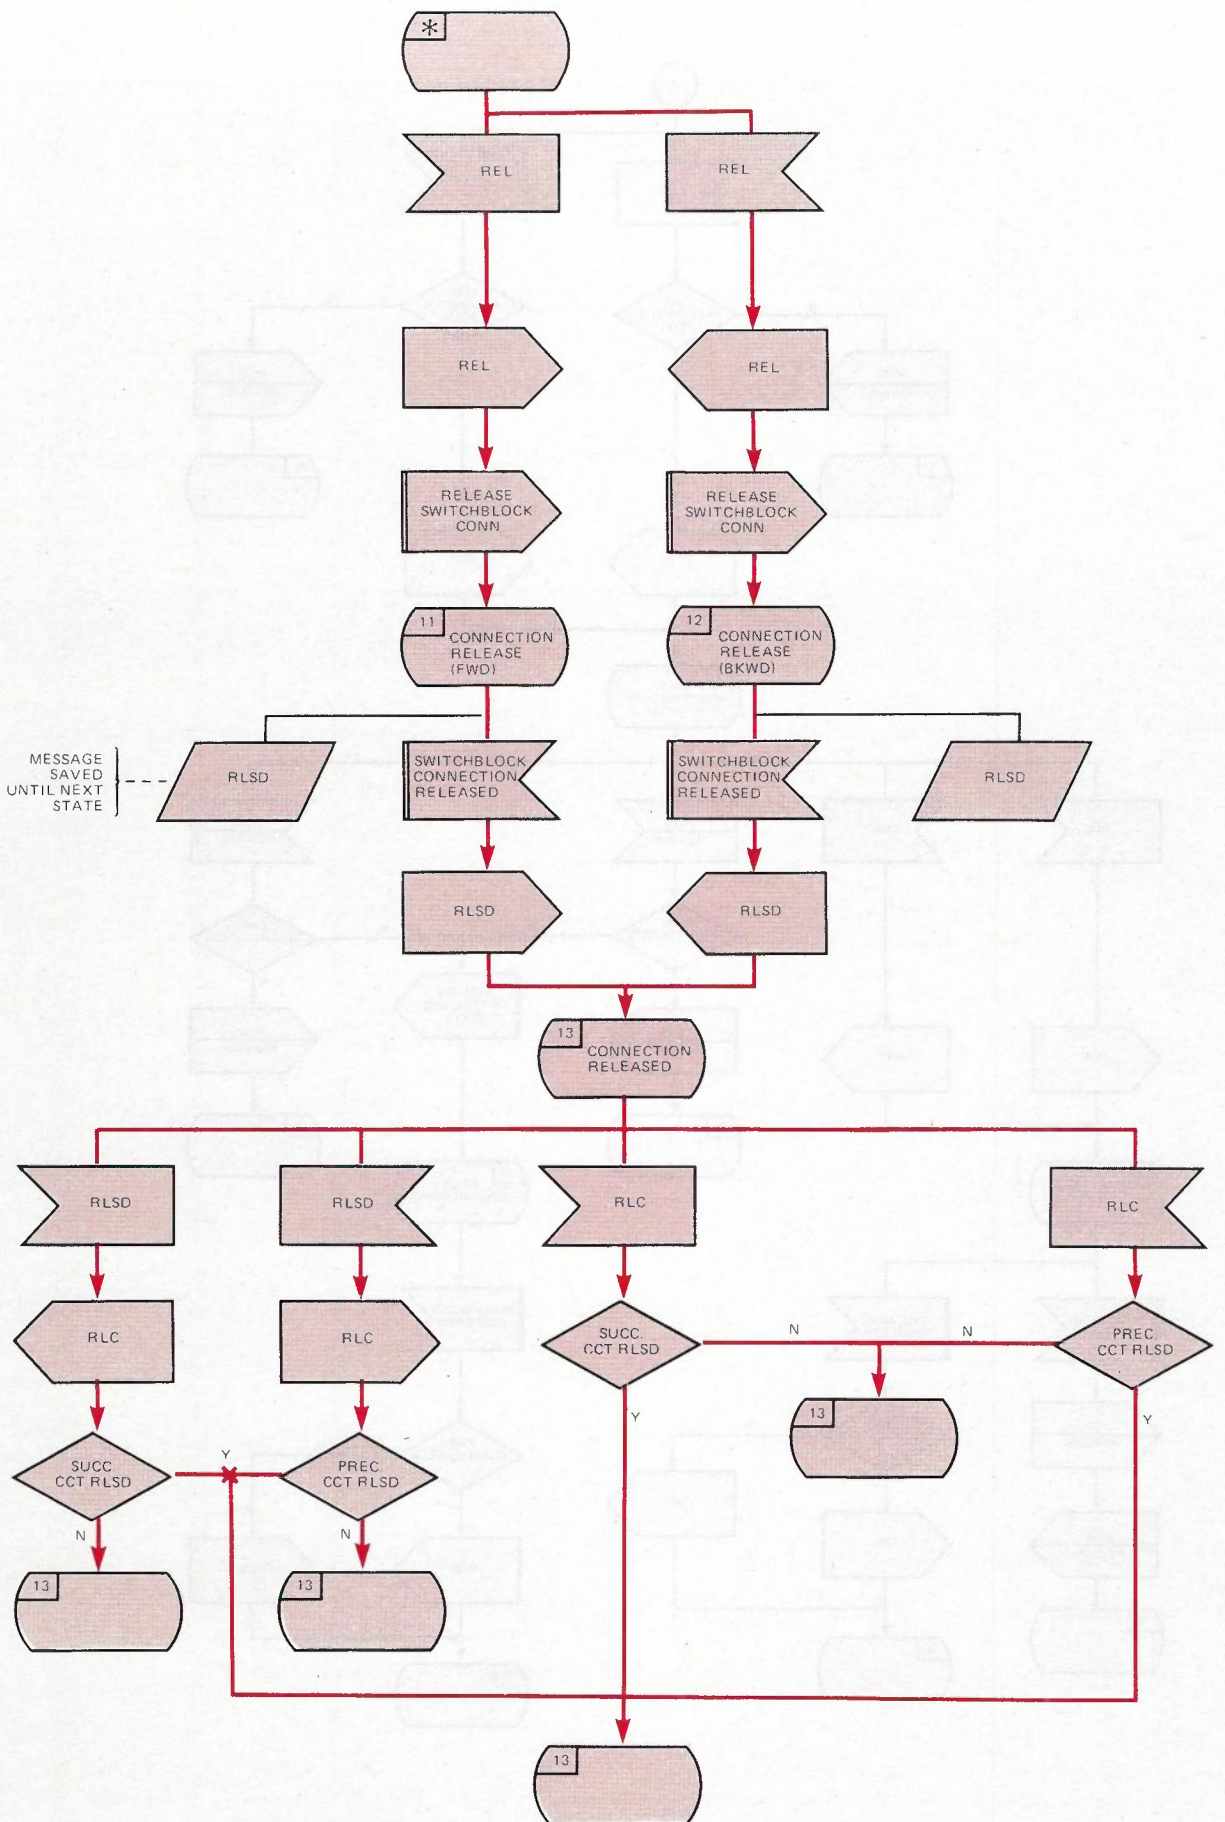 *
REL
REL
REL
REL
RELEASE
SWITCHBLOCK
CONN
RELEASE
SWITCHBLOCK
CONN
11
CONNECTION
RELEASE
(FWD)
12
CONNECTION
RELEASE
(BKWD)
MESSAGE
SAVED
UNTIL NEXT
STATE
RLSD
SWITCHBLOCK
CONNECTION
RELEASED
SWITCHBLOCK
CONNECTION
RELEASED
RLSD
RLSD
RLSD
13
CONNECTION
RELEASED
RLSD
RLSD
RLC
RLC
RLC
RLC
SUCC.
CCT RLSD
N
N
PREC.
CCT RLSD
13
Y
Y
SUCC
CCT RLSD
Y
PREC.
CCT RLSD
N
N
13
13
13